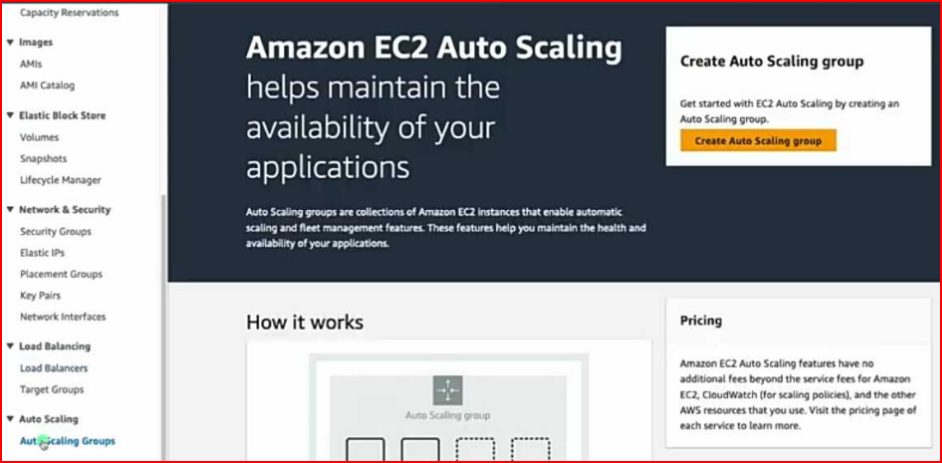 Capacity Reservations
Images
AMIs
AMI Catalog
Elastic Block Store
Volumes
Snapshots
Lifecycle Manager
Network & Security
Security Groups
Elastic IPs
Placement Groups
Key Pairs
Network Interfaces
Load Balancing
Load Balancers
Target Groups
Auto Scaling
Auto Scaling Groups
Amazon EC2 Auto Scaling
helps maintain the
availability of your
applications
Auto Scaling groups are collections of Amazon EC2 instances that enable automatic
scaling and fleet management features. These features help you maintain the health and
availability of your applications.
Create Auto Scaling group
Get started with EC2 Auto Scaling by creating an
Auto Scaling group.
Create Auto Scaling group
How it works
Auto Scaling group
Pricing
Amazon EC2 Auto Scaling features have no
additional fees beyond the service fees for Amazon
EC2, CloudWatch (for scaling policies), and the other
AWS resources that you use. Visit the pricing page of
each service to learn more.